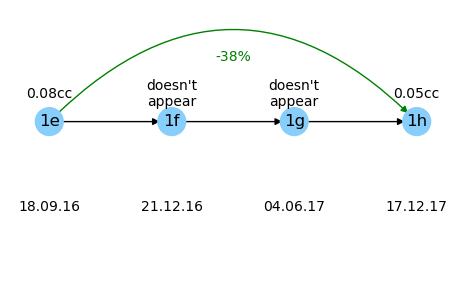 -38%
0.08cc
doesn't
appear
doesn't
appear
0.05cc
1e
1f
1g
1h
18.09.16
21.12.16
04.06.17
17.12.17